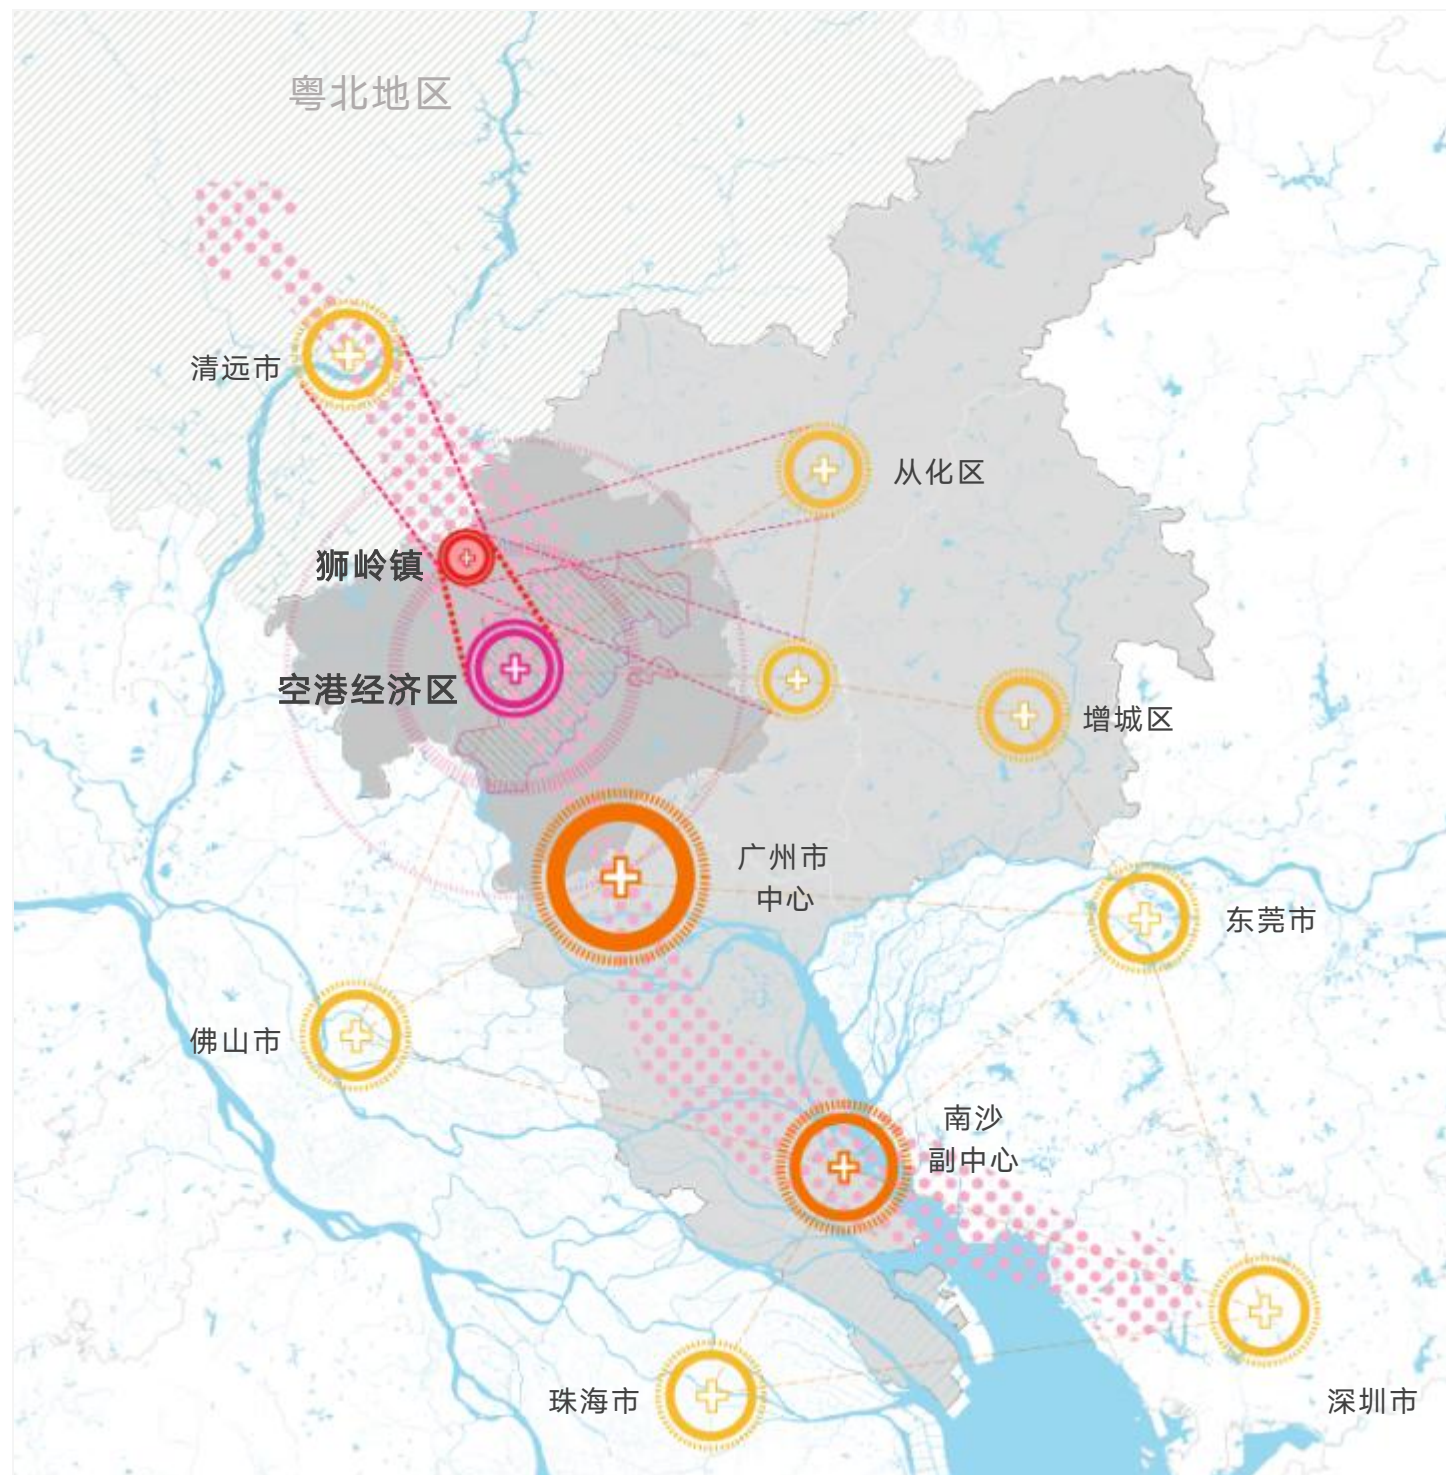 粤北地区
清远市
从化区
狮岭镇
空港经济区
增城区
广州市
中心
东莞市
佛山市
南沙
副中心
珠海市
深圳市